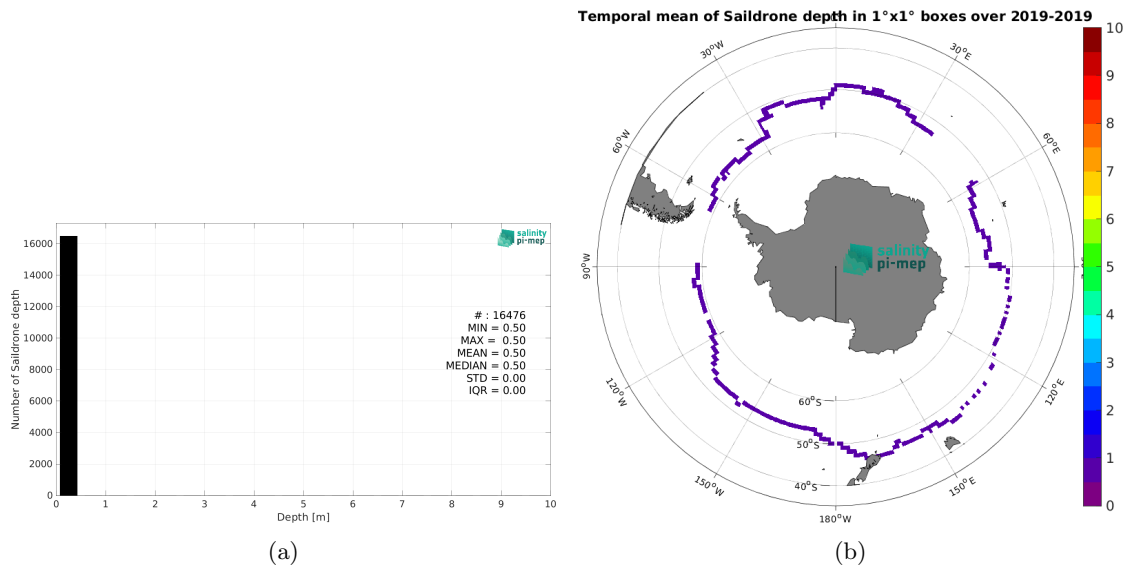 Temporal mean of Saildrone depth in 1°x1° boxes over 2019-2019
salinity
pi-mep
# : 16476
MIN = 0.50
MAX = 0.50
MEAN = 0.50
MEDIAN = 0.50
STD = 0.00
IQR = 0.00
Number of Saildrone depth
16000
14000
12000
10000
8000
6000
4000
2000
0
0 1 2 3 4 5 6 7 8 9 10
Depth [m]
(a)
30°W
30°E
60°W
60°E
90°W
120°W
120°E
150°W
150°E
180°W
60°S
50°S
40°S
salinity
pi-mep
10
9
8
7
6
5
4
3
2
1
0
(b)